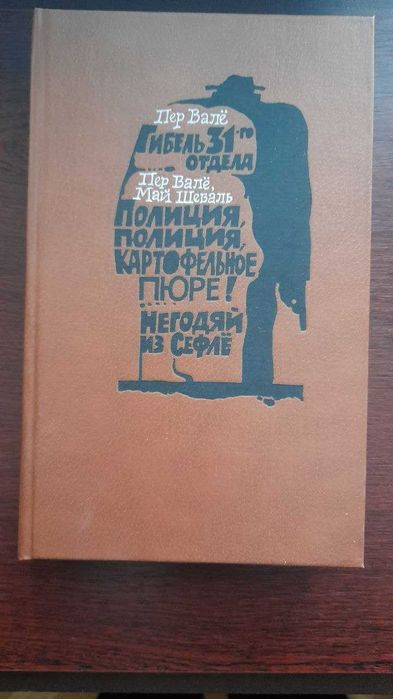 Пер Валё
Гибель 31-го
отдела
Пер Валё,
Май Шеваль
Полиция,
полиция,
картофельное
пюре!
Негодяй
из Сефлё